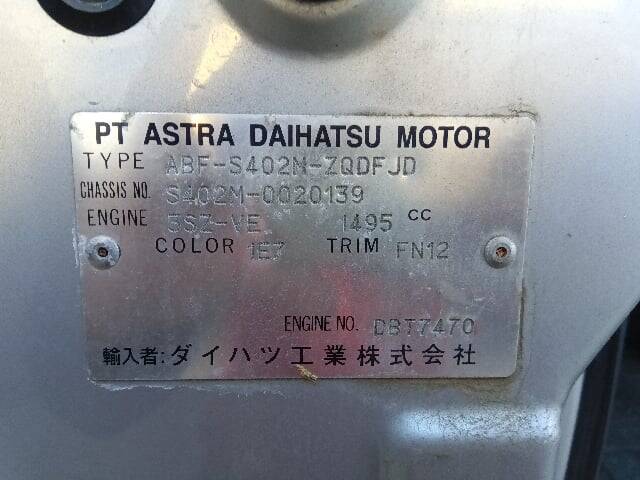 PT ASTRA DAIHATSU MOTOR
TYPE ABF-S402M-ZQDFJD
CHASSIS NO. S402M-0020139
ENGINE 3SZ-VE 1495 CC
COLOR 1E7 TRIM FN12
ENGINE NO. DBT7470
輸入者: ダイハツ工業株式会社